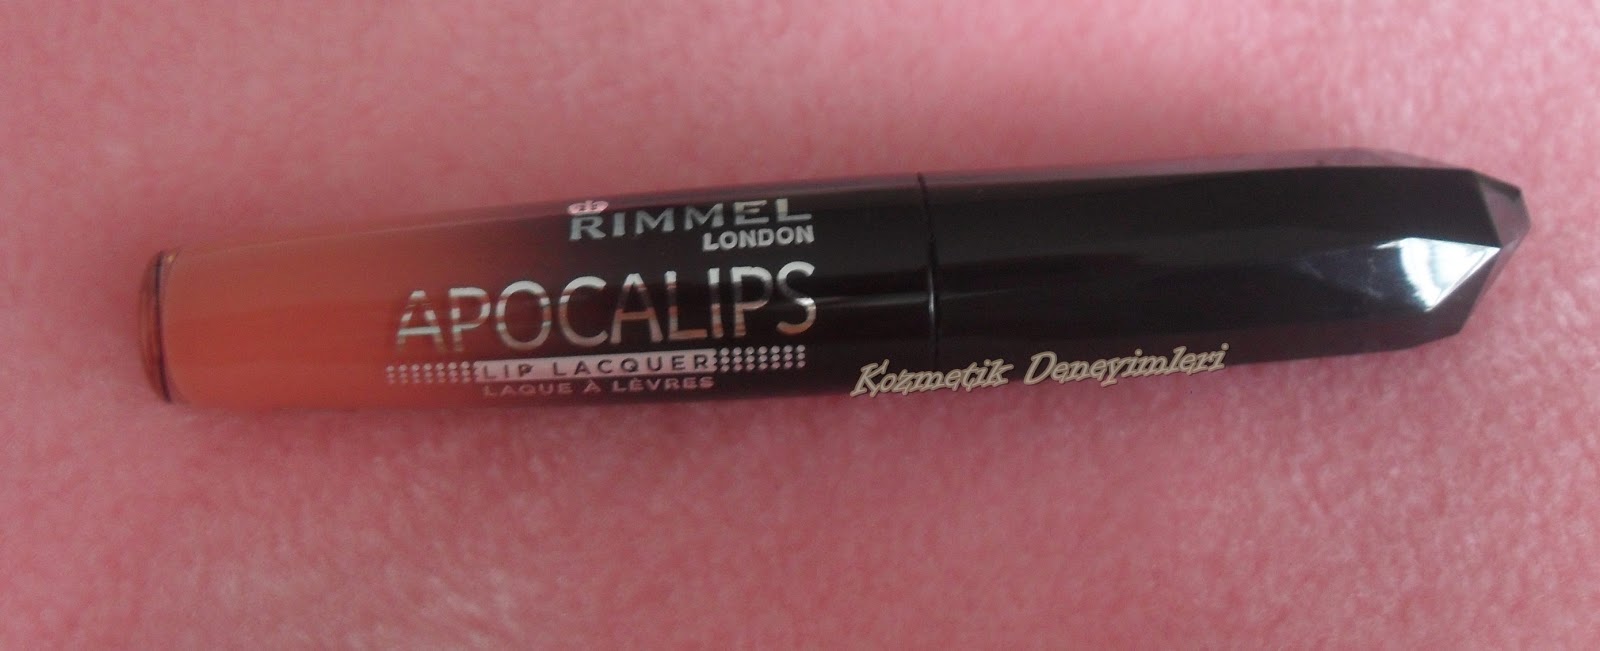 RIMMEL
LONDON
APOCALIPS
LIP LACQUER
LAQUE À LÈVRES
Kozmetik Deneyimleri